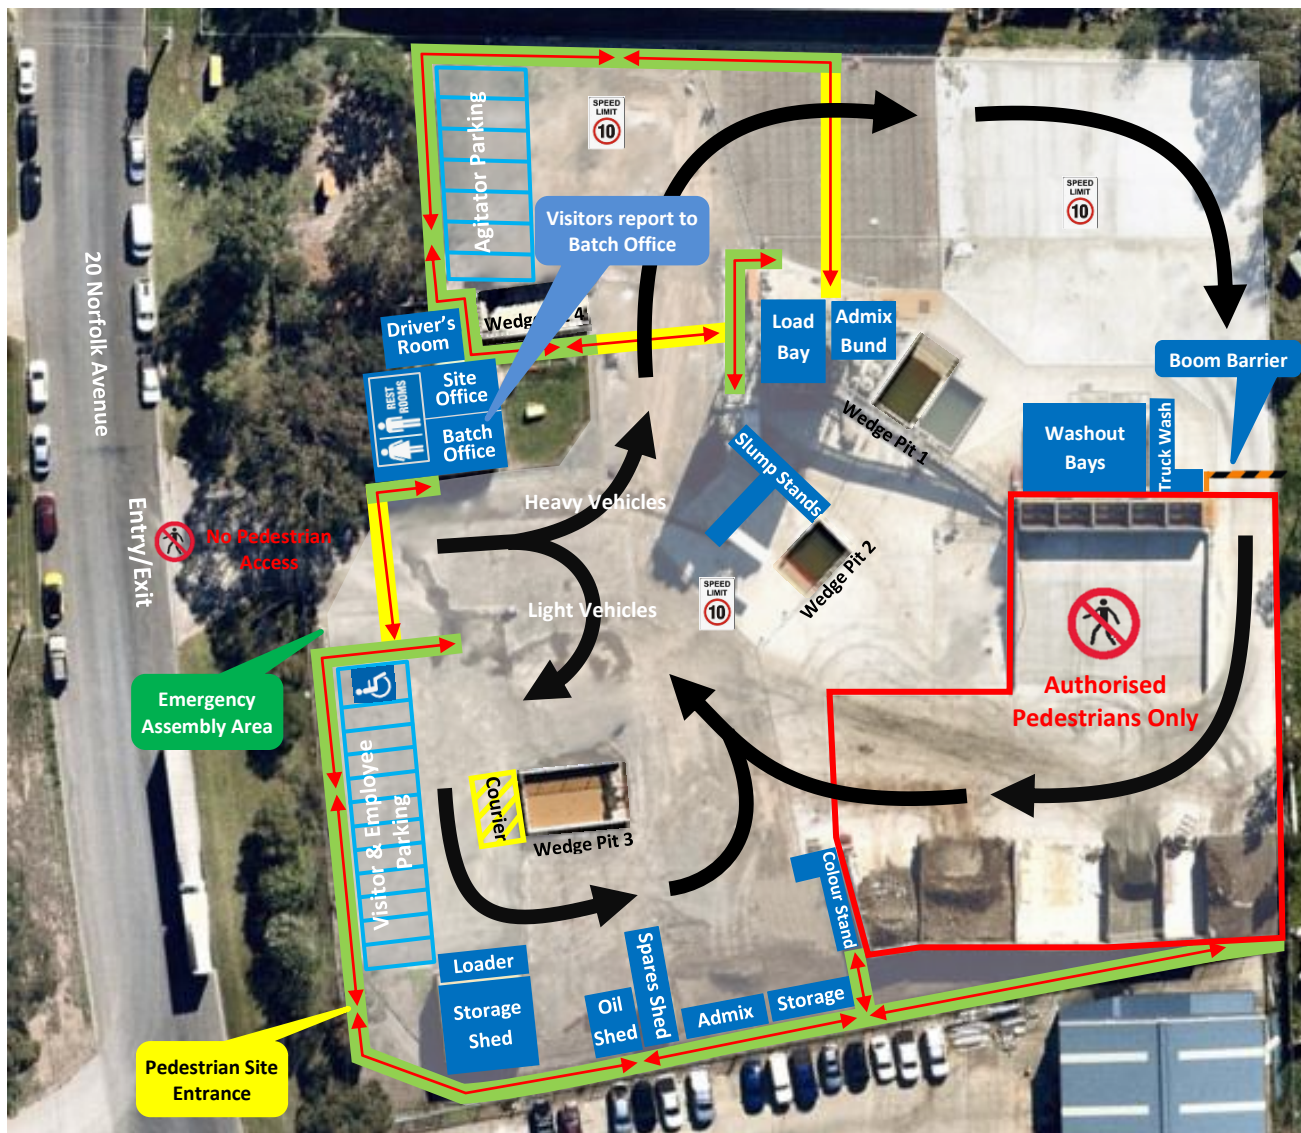 SPEED
LIMIT
10
Agitator Parking
SPEED
LIMIT
10
Visitors report to
Batch Office
20 Norfolk Avenue
Driver's
Room
Load
Bay
Admix
Bund
Boom Barrier
REST
ROOMS
Site
Office
Batch
Office
Wedge Pit 1
Washout
Bays
Truck Wash
Slump Stands
Heavy Vehicles
Entry/Exit
No Pedestrian
Access
Wedge Pit 2
Light Vehicles
SPEED
LIMIT
10
Authorised
Pedestrians Only
Emergency
Assembly Area
Visitor & Employee
Parking
Courier
Wedge Pit 3
Colour Stand
Loader
Storage
Shed
Oil
Shed
Spares Shed
Admix
Storage
Pedestrian Site
Entrance